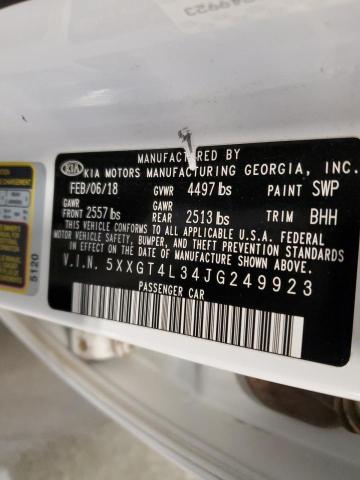 MANUFACTURED BY
KIA KIA MOTORS MANUFACTURING GEORGIA, INC.
FEB/06/18 GVWR 4497 lbs PAINT SWP
GAWR GAWR
FRONT 2557 lbs REAR 2513 lbs TRIM BHH
THIS VEHICLE CONFORMS TO ALL APPLICABLE U.S.A. FEDERAL
MOTOR VEHICLE SAFETY, BUMPER, AND THEFT PREVENTION STANDARDS
IN EFFECT ON THE DATE OF MANUFACTURE SHOWN ABOVE.
V.I.N. 5XXGT4L34JG249923
PASSENGER CAR
5120